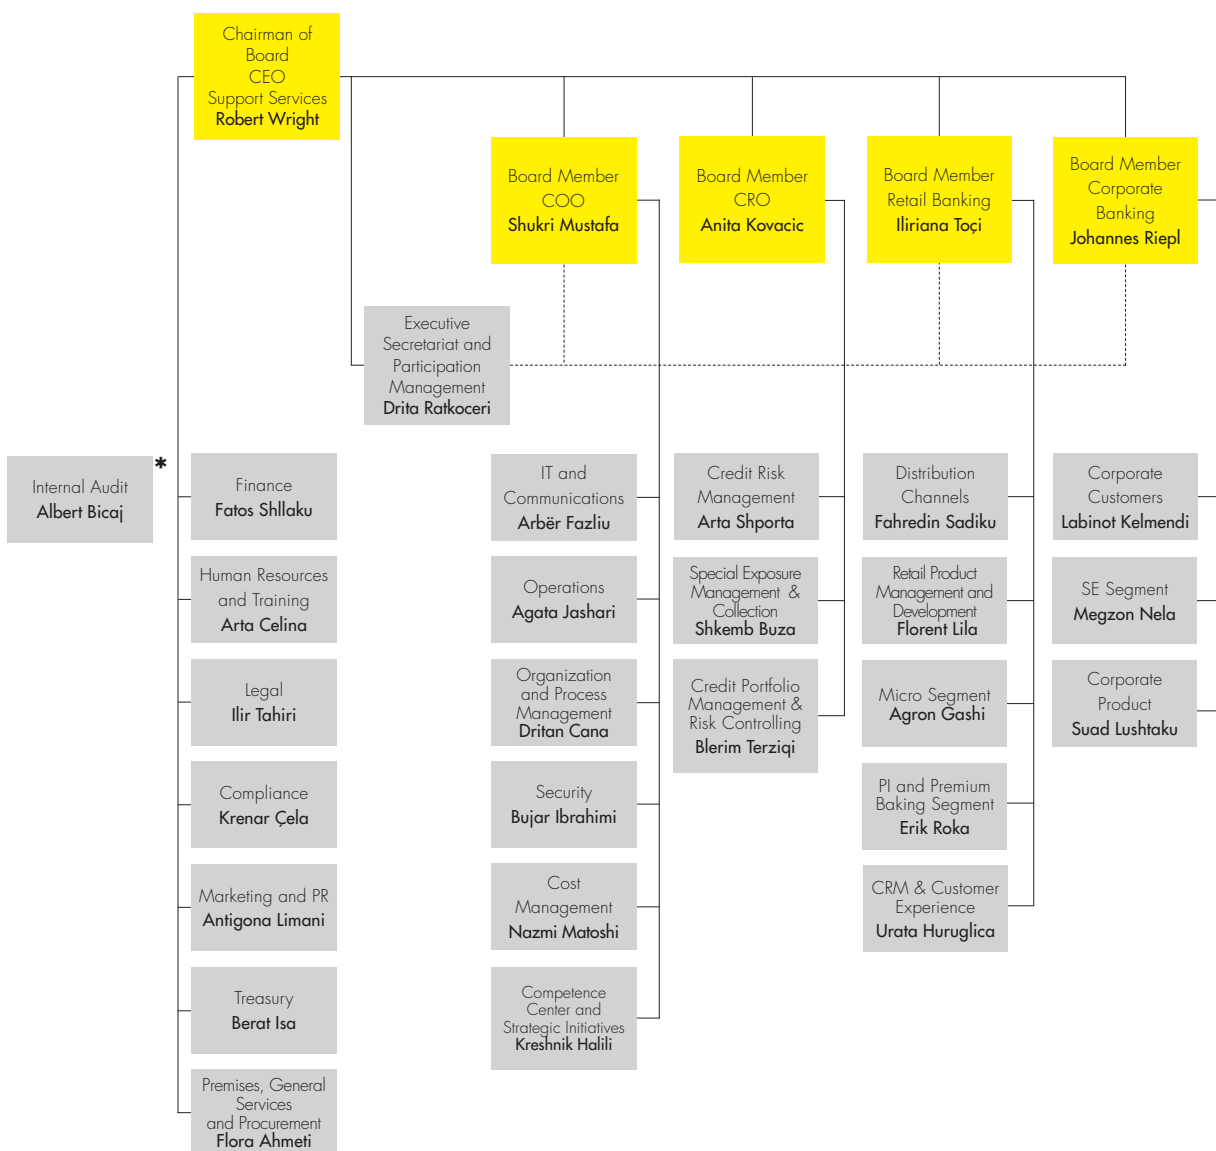 Chairman of
Board
CEO
Support Services
Robert Wright
Board Member
COO
Shukri Mustafa
Board Member
CRO
Anita Kovacic
Board Member
Retail Banking
Iliriana Toçi
Board Member
Corporate
Banking
Johannes Riepl
Executive
Secretariat and
Participation
Management
Drita Ratkoceri
Internal Audit
Albert Bicaj
*
Finance
Fatos Shllaku
Human Resources
and Training
Arta Celina
Legal
Ilir Tahiri
Compliance
Krenar Çela
Marketing and PR
Antigona Limani
Treasury
Berat Isa
Premises, General
Services
and Procurement
Flora Ahmeti
IT and
Communications
Arbër Fazliu
Operations
Agata Jashari
Organization
and Process
Management
Dritan Cana
Security
Bujar Ibrahimi
Cost
Management
Nazmi Matoshi
Competence
Center and
Strategic Initiatives
Kreshnik Halili
Credit Risk
Management
Arta Shporta
Special Exposure
Management &
Collection
Shkemb Buza
Credit Portfolio
Management &
Risk Controlling
Blerim Terziqi
Distribution
Channels
Fahredin Sadiku
Retail Product
Management and
Development
Florent Lila
Micro Segment
Agron Gashi
PI and Premium
Baking Segment
Erik Roka
CRM & Customer
Experience
Urata Huruglica
Corporate
Customers
Labinot Kelmendi
SE Segment
Megzon Nela
Corporate
Product
Suad Lushtaku